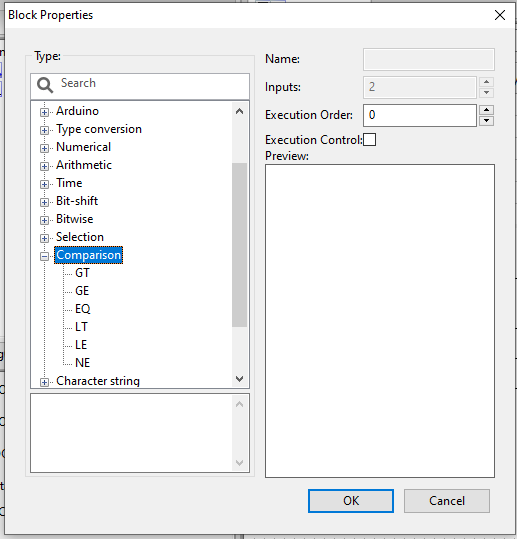 Block Properties
Type:
Search
Arduino
Type conversion
Numerical
Arithmetic
Time
Bit-shift
Bitwise
Selection
Comparison
GT
GE
EQ
LT
LE
NE
Character string
Name:
Inputs: 2
Execution Order: 0
Execution Control:
Preview:
OK Cancel